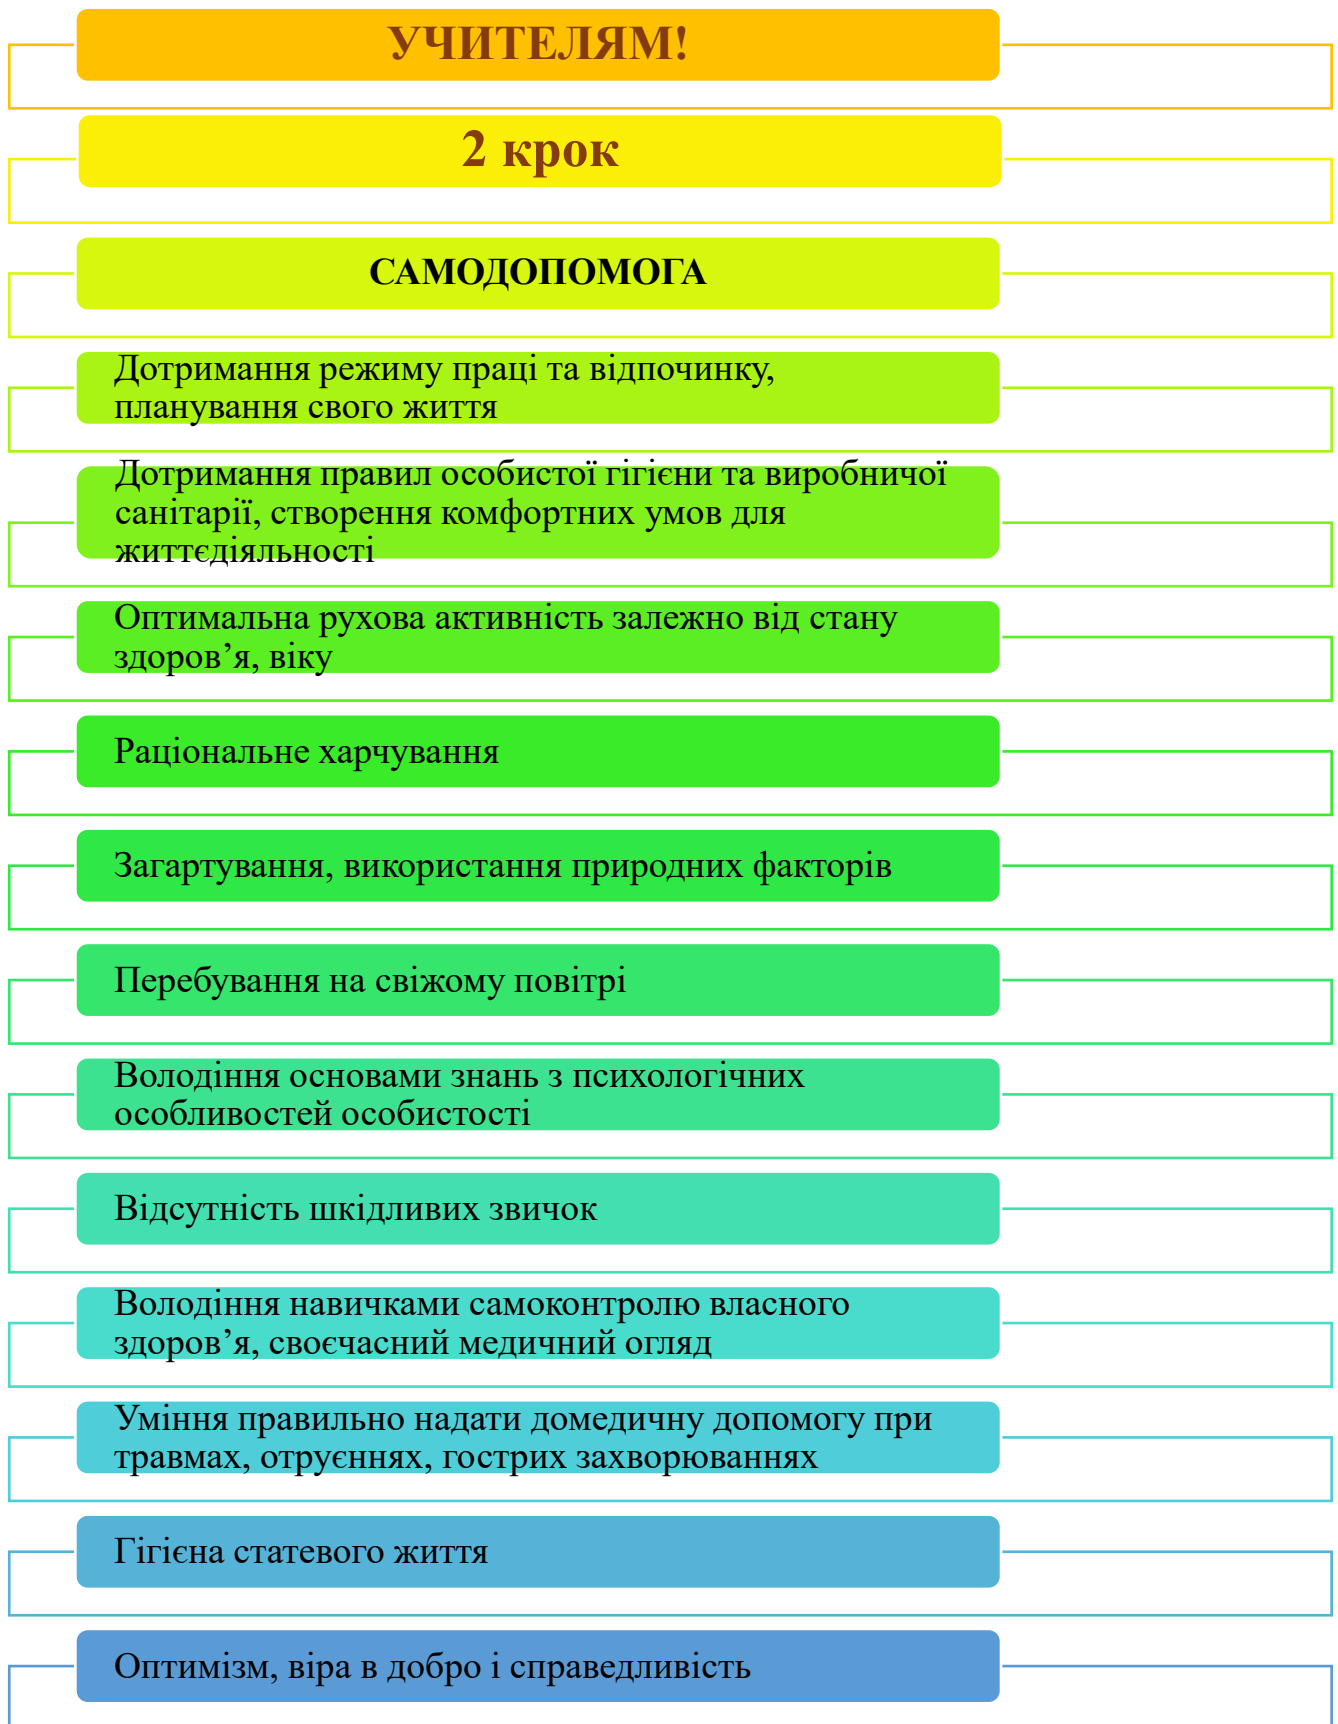 УЧИТЕЛЯМ!
2 крок
САМОДОПОМОГА
Дотримання режиму праці та відпочинку,
планування свого життя
Дотримання правил особистої гігієни та виробничої
санітарії, створення комфортних умов для
життєдіяльності
Оптимальна рухова активність залежно від стану
здоров’я, віку
Раціональне харчування
Загартування, використання природних факторів
Перебування на свіжому повітрі
Володіння основами знань з психологічних
особливостей особистості
Відсутність шкідливих звичок
Володіння навичками самоконтролю власного
здоров’я, своєчасний медичний огляд
Уміння правильно надати домедичну допомогу при
травмах, отруєннях, гострих захворюваннях
Гігієна статевого життя
Оптимізм, віра в добро і справедливість